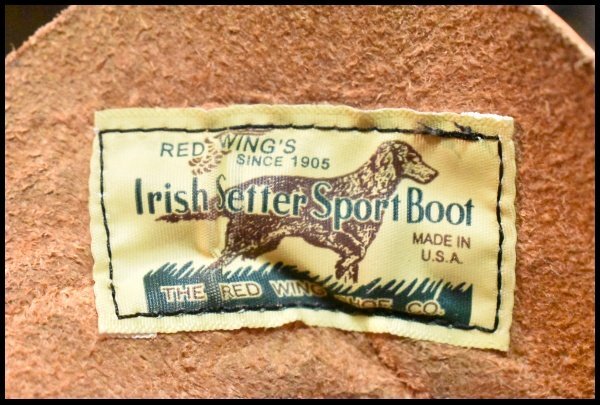 RED WING'S
SINCE 1905
Irish Setter Sport Boot
MADE IN
U.S.A.
THE RED WING SHOE CO.